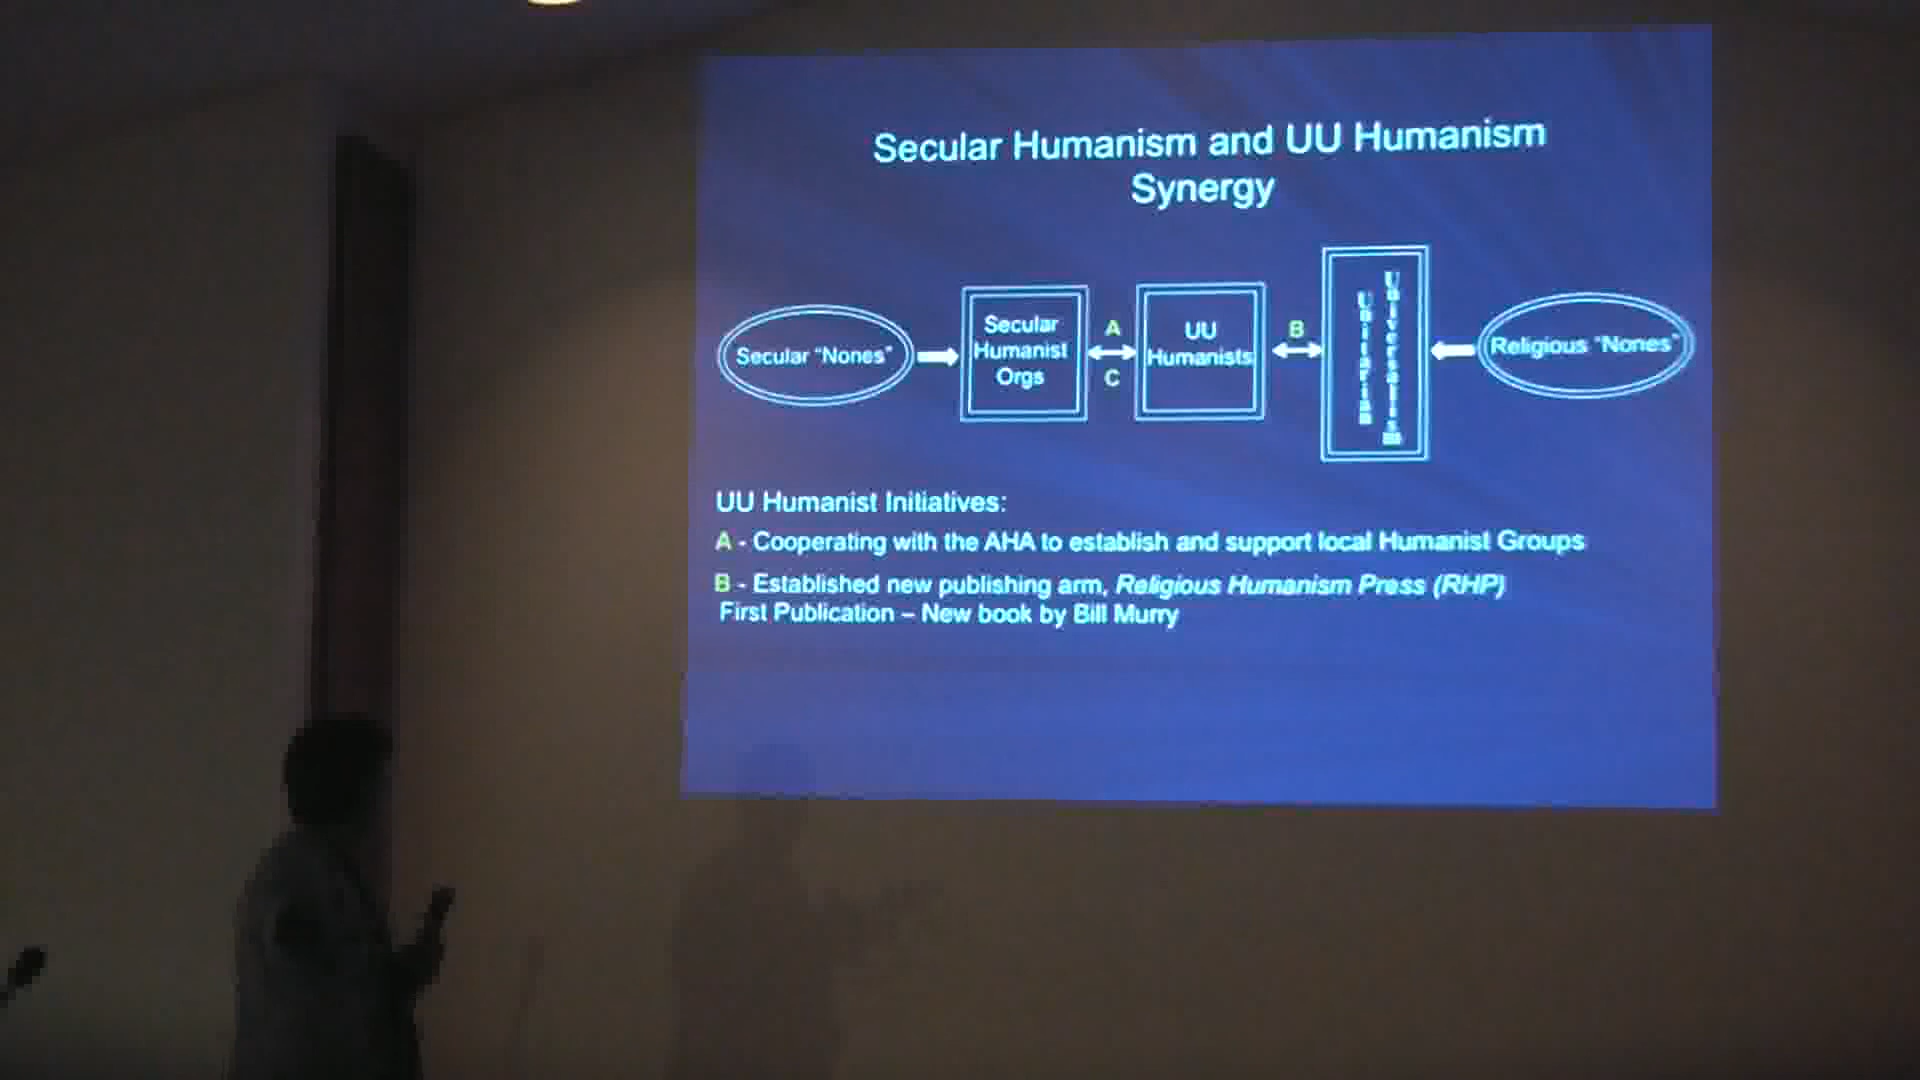 Secular Humanism and UU Humanism
Synergy
Secular “Nones”
Secular
Humanist
Orgs
A
C
UU
Humanists
B
Unitarian
Universalism
Religious “Nones”
UU Humanist Initiatives:
A - Cooperating with the AHA to establish and support local Humanist Groups
B - Established new publishing arm, Religious Humanism Press (RHP)
First Publication – New book by Bill Murry